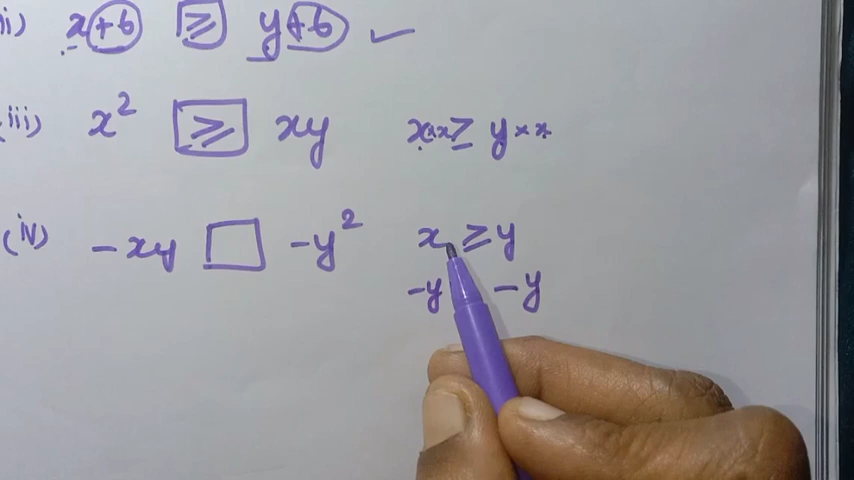 ii) x+6 ≥ y+6 ✓
(iii) x² ≥ xy x×x ≥ y××
(iv) -xy □ -y² x ≥ y
-y -y